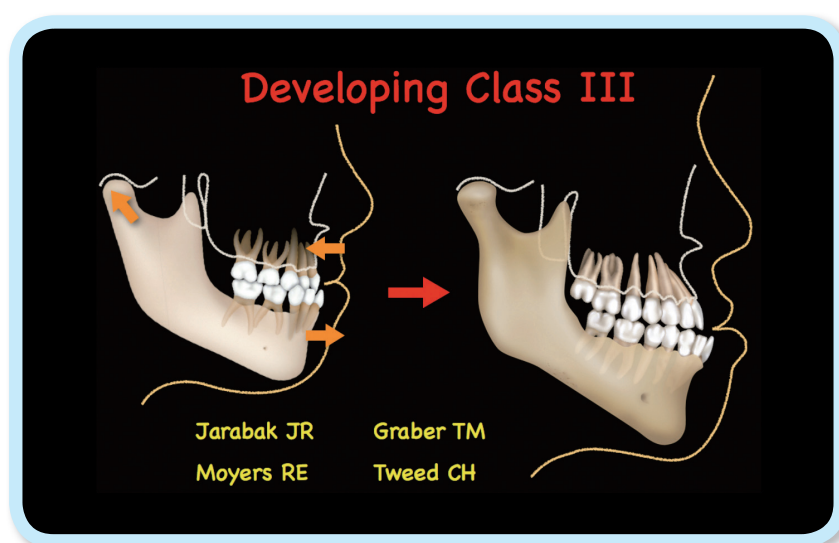 Developing Class III
Jarabak JR
Graber TM
Moyers RE
Tweed CH